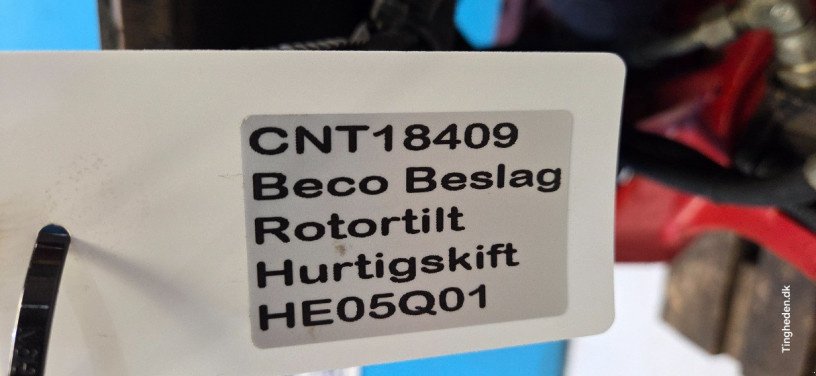 CNT18409
Beco Beslag
Rotortilt
Hurtigskift
HE05Q01
Tingheden.dk